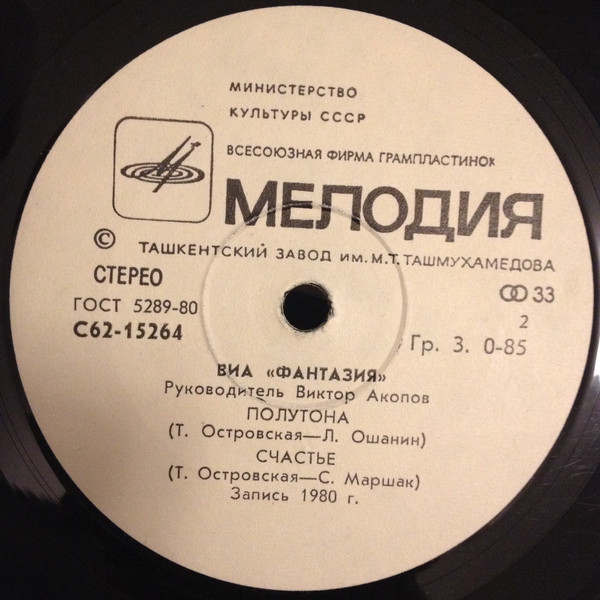 МИНИСТЕРСТВО
КУЛЬТУРЫ СССР
ВСЕСОЮЗНАЯ ФИРМА ГРАМПЛАСТИНОК
МЕЛОДИЯ
© ТАШКЕНТСКИЙ ЗАВОД им. М.Т. ТАШМУХАМЕДОВА
СТЕРЕО
33
ГОСТ 5289-80
2
С62-15264
Гр. 3. 0-85
ВИА «ФАНТАЗИЯ»
Руководитель Виктор Акопов
ПОЛУТОНА
(Т. Островская—Л. Ошанин)
СЧАСТЬЕ
(Т. Островская—С. Маршак)
Запись 1980 г.